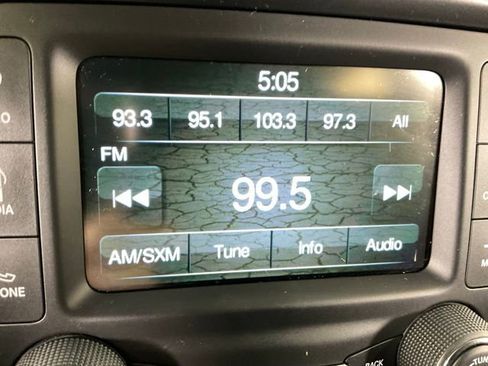 5:05
93.3 95.1 103.3 97.3 All
FM
99.5
AM/SXM Tune Info Audio
BACK